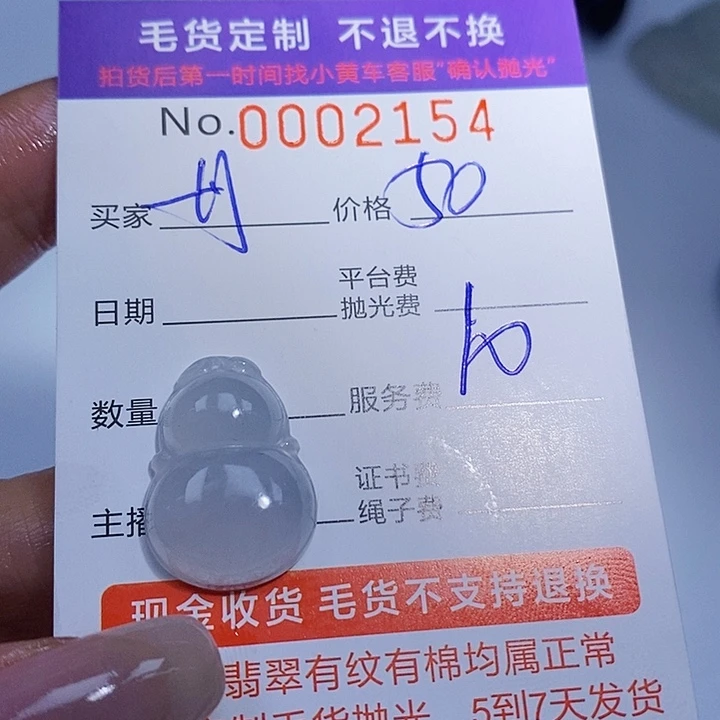 毛货定制 不退不换
拍货后第一时间找小黄车客服"确认抛光"
No.0002154
买家 价格 50
平台费
日期 抛光费
10
数量 服务费
证书费
主播 绳子费
现金收货 毛货不支持退换
翡翠有纹有棉均属正常
5到7天发货